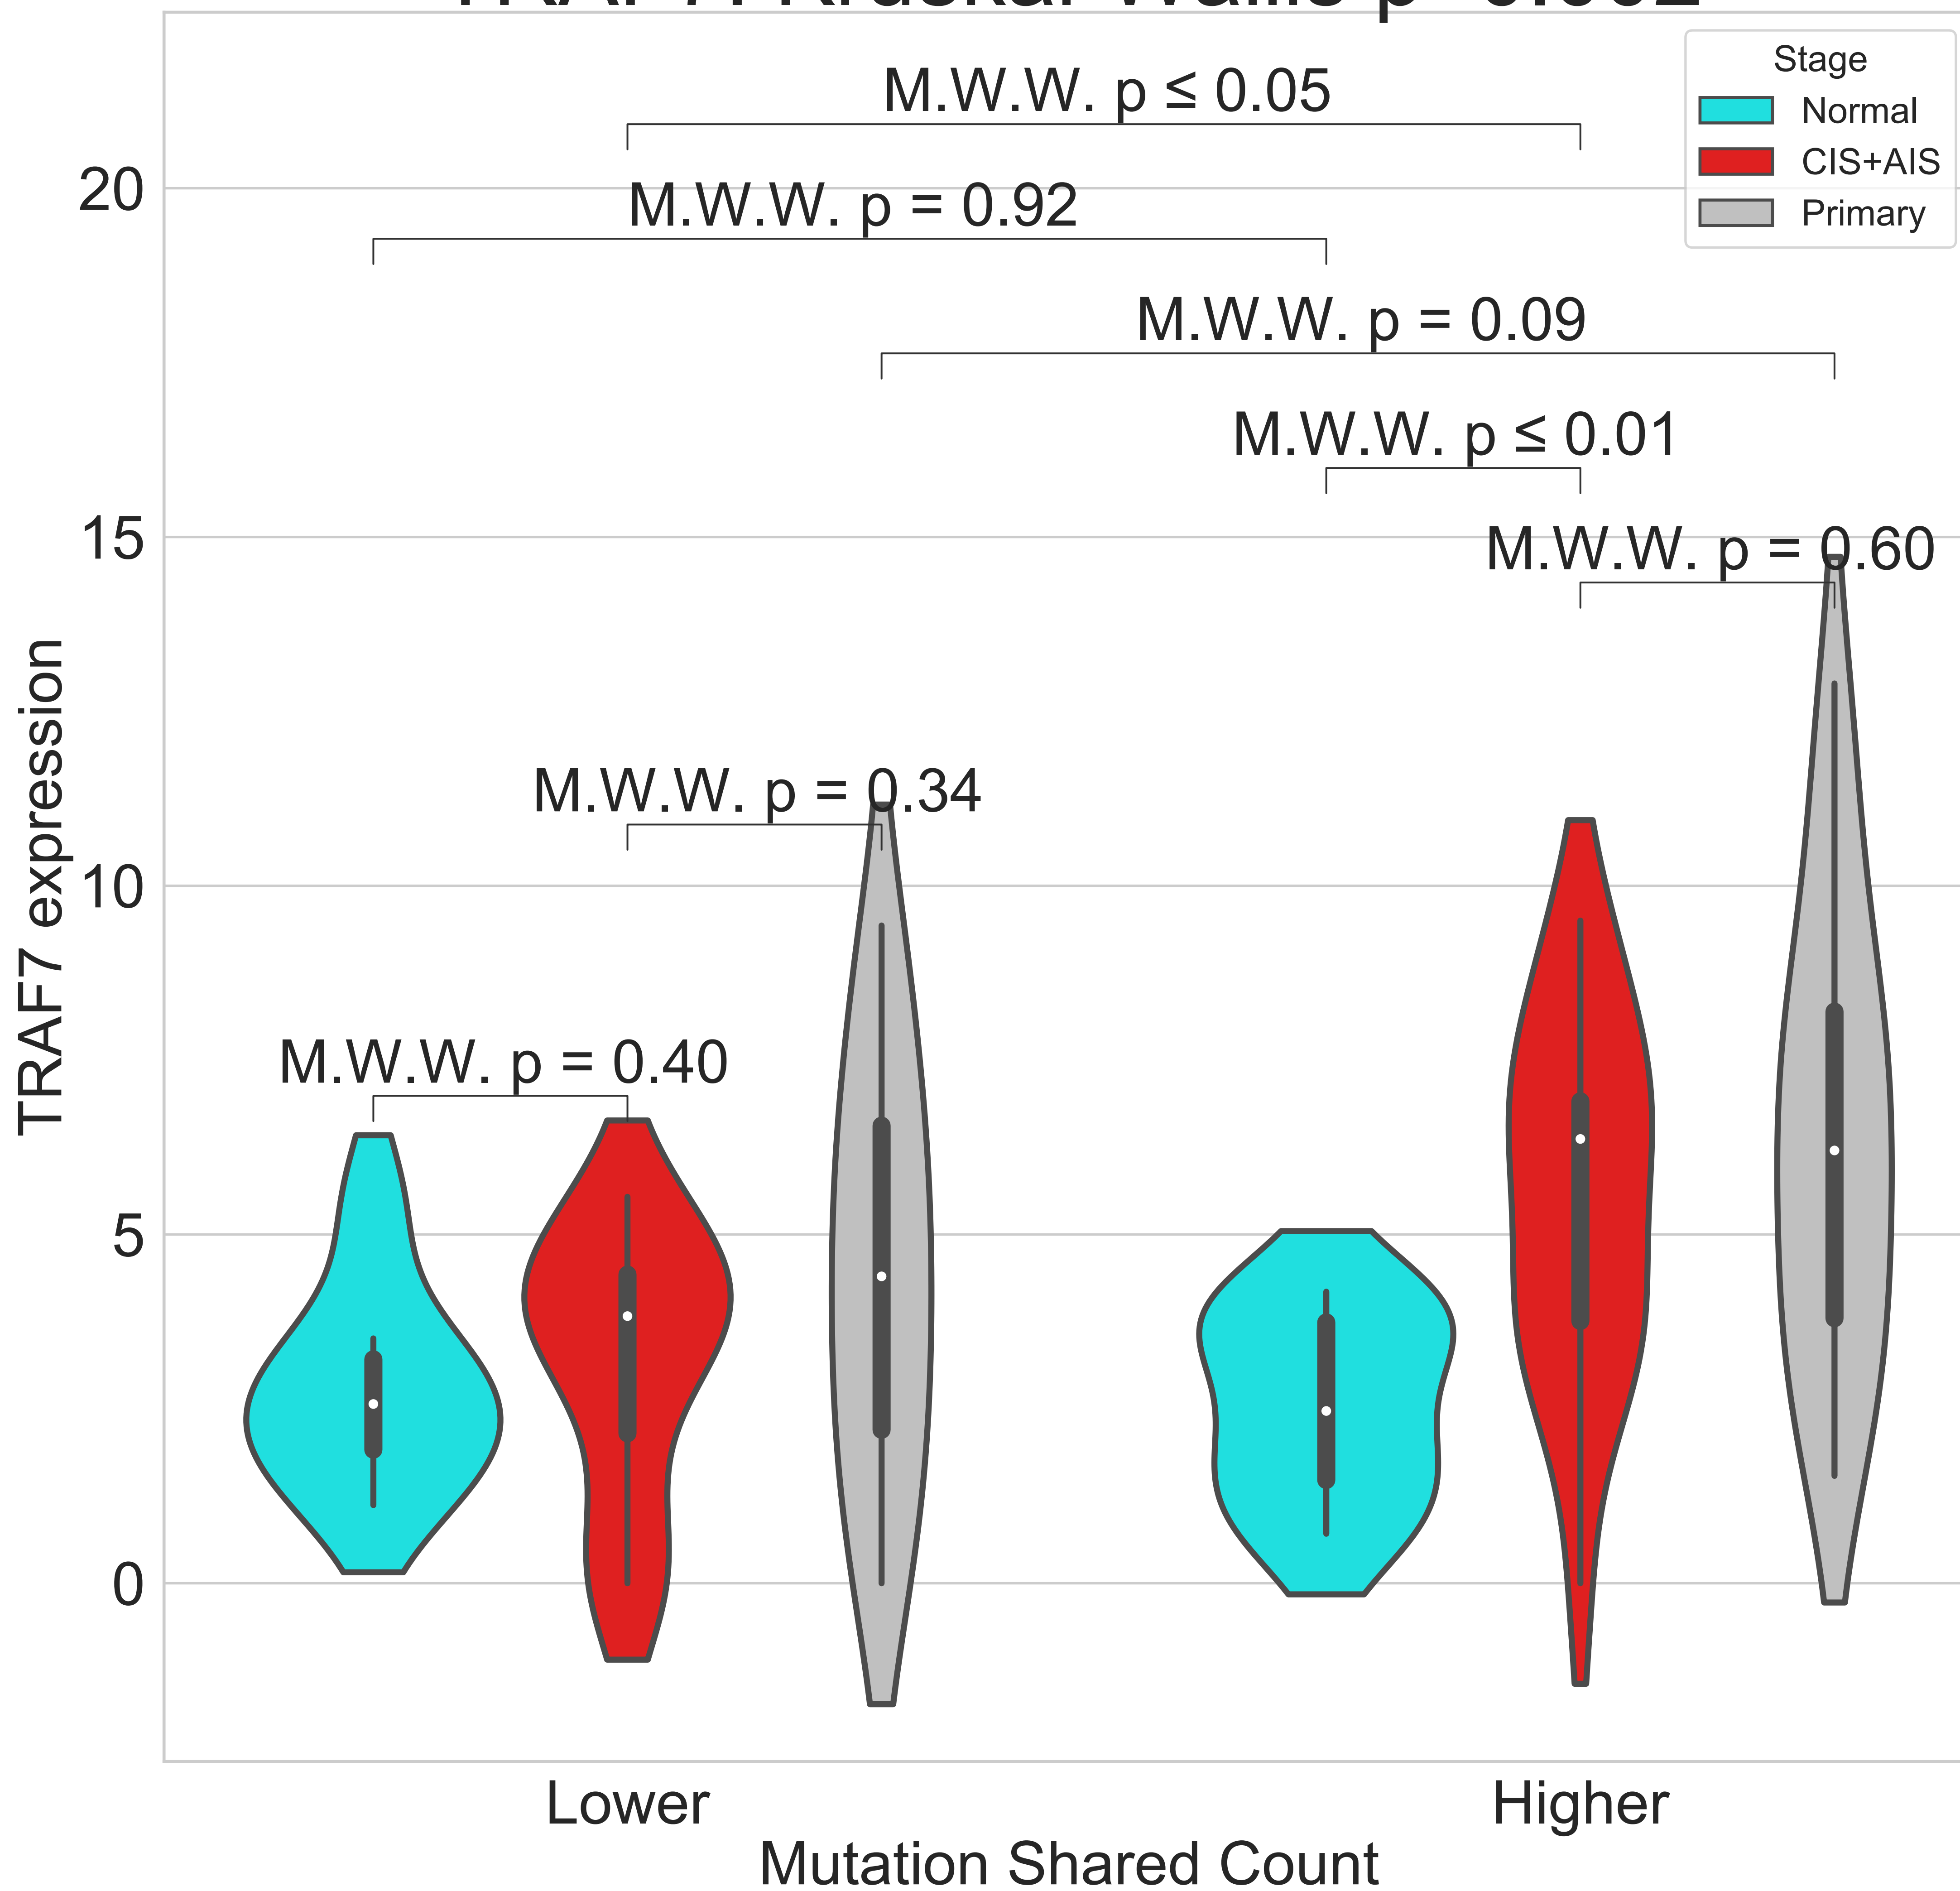 Stage
Normal
CIS+AIS
Primary
M.W.W. p ≤ 0.05
M.W.W. p = 0.92
M.W.W. p = 0.09
M.W.W. p ≤ 0.01
M.W.W. p = 0.60
M.W.W. p = 0.34
M.W.W. p = 0.40
20
15
10
5
0
TRAF7 expression
Lower
Higher
Mutation Shared Count